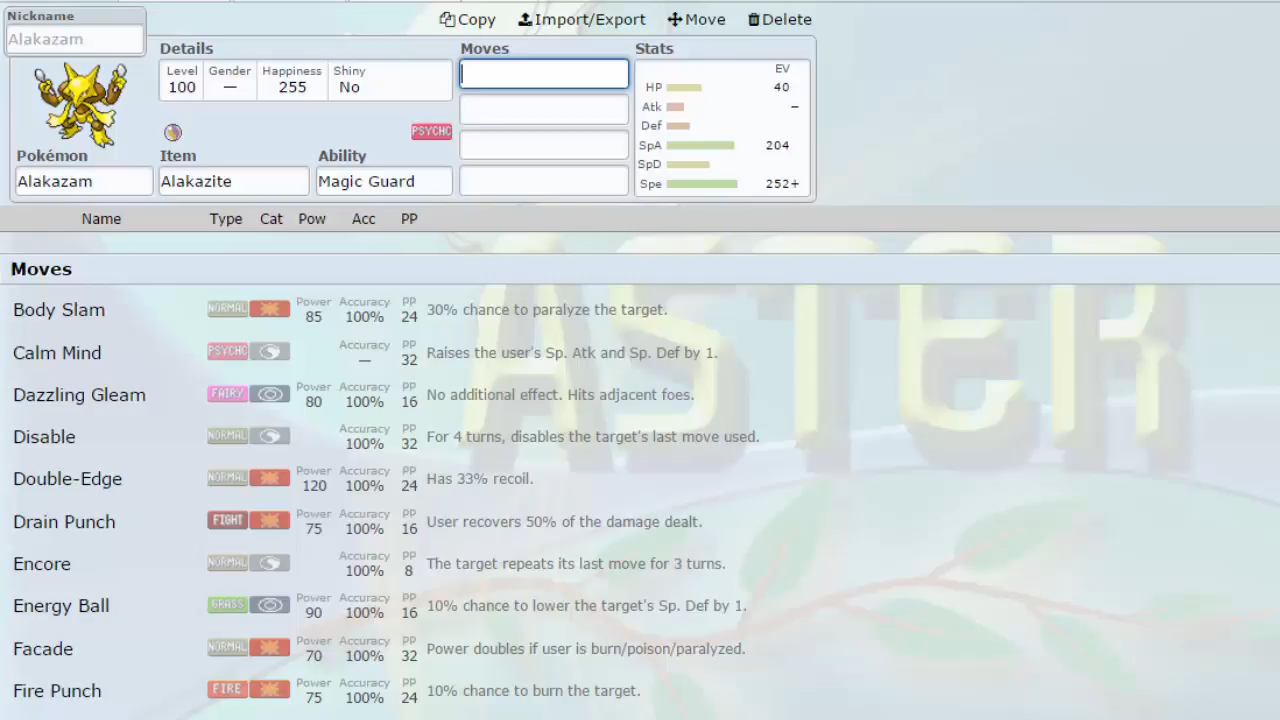 Nickname
Alakazam
Copy Import/Export Move Delete
Details
Level Gender Happiness Shiny
100 — 255 No
PSYCHC
Pokémon Item Ability
Alakazam Alakazite Magic Guard
Moves
Stats
EV
HP 40
Atk –
Def
SpA 204
SpD
Spe 252+
Name Type Cat Pow Acc PP
ASTER
Moves
Body Slam NORMAL Power 85 Accuracy 100% PP 24 30% chance to paralyze the target.
Calm Mind PSYCHC Accuracy — PP 32 Raises the user's Sp. Atk and Sp. Def by 1.
Dazzling Gleam FAIRY Power 80 Accuracy 100% PP 16 No additional effect. Hits adjacent foes.
Disable NORMAL Accuracy 100% PP 32 For 4 turns, disables the target's last move used.
Double-Edge NORMAL Power 120 Accuracy 100% PP 24 Has 33% recoil.
Drain Punch FIGHT Power 75 Accuracy 100% PP 16 User recovers 50% of the damage dealt.
Encore NORMAL Accuracy 100% PP 8 The target repeats its last move for 3 turns.
Energy Ball GRASS Power 90 Accuracy 100% PP 16 10% chance to lower the target's Sp. Def by 1.
Facade NORMAL Power 70 Accuracy 100% PP 32 Power doubles if user is burn/poison/paralyzed.
Fire Punch FIRE Power 75 Accuracy 100% PP 24 10% chance to burn the target.